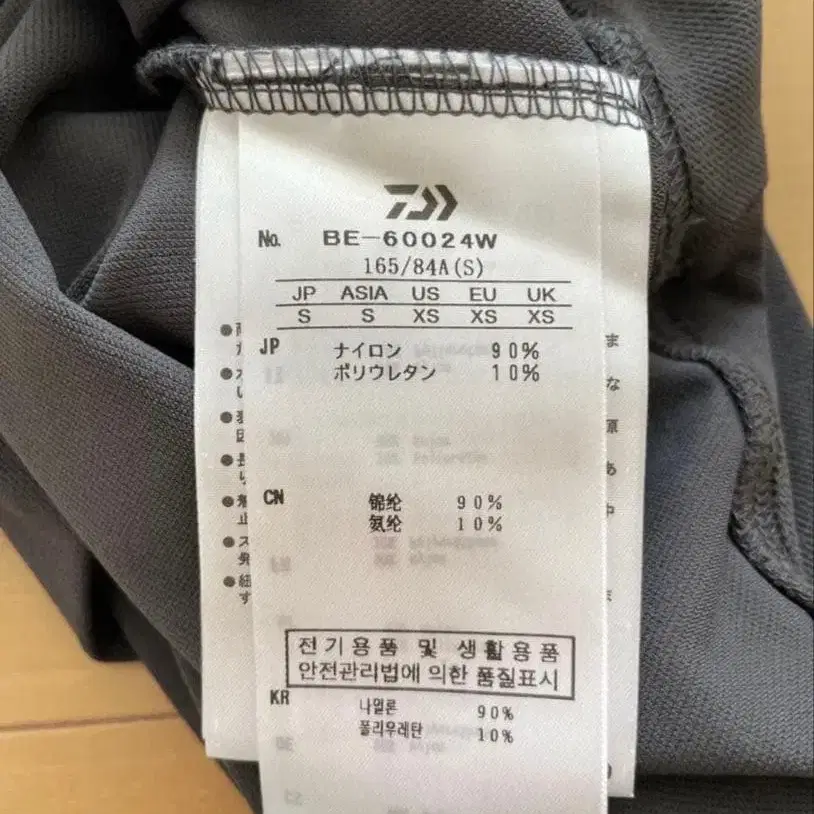 No. BE-60024W
165/84A(S)
JP ASIA US EU UK
S S XS XS XS
JP ナイロン 90%
ポリウレタン 10%
CN 锦纶 90%
氨纶 10%
전기용품 및 생활용품
안전관리법에 의한 품질표시
KR 나일론 90%
폴리우레탄 10%